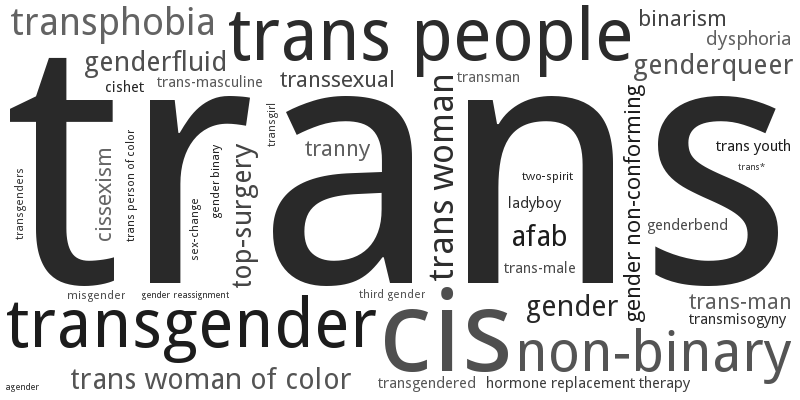 transphobia
trans people
binarism
dysphoria
genderfluid
genderqueer
cishet
trans-masculine
transsexual
transman
trans
transgirl
tranny
trans woman
gender non-conforming
trans youth
trans*
transgenders
cissexism
trans person of color
sex-change
gender binary
top-surgery
two-spirit
ladyboy
afab
genderbend
trans-male
misgender
gender reassignment
third gender
gender
trans-man
transmisogyny
transgender
cis
non-binary
agender
trans woman of color
transgendered
hormone replacement therapy